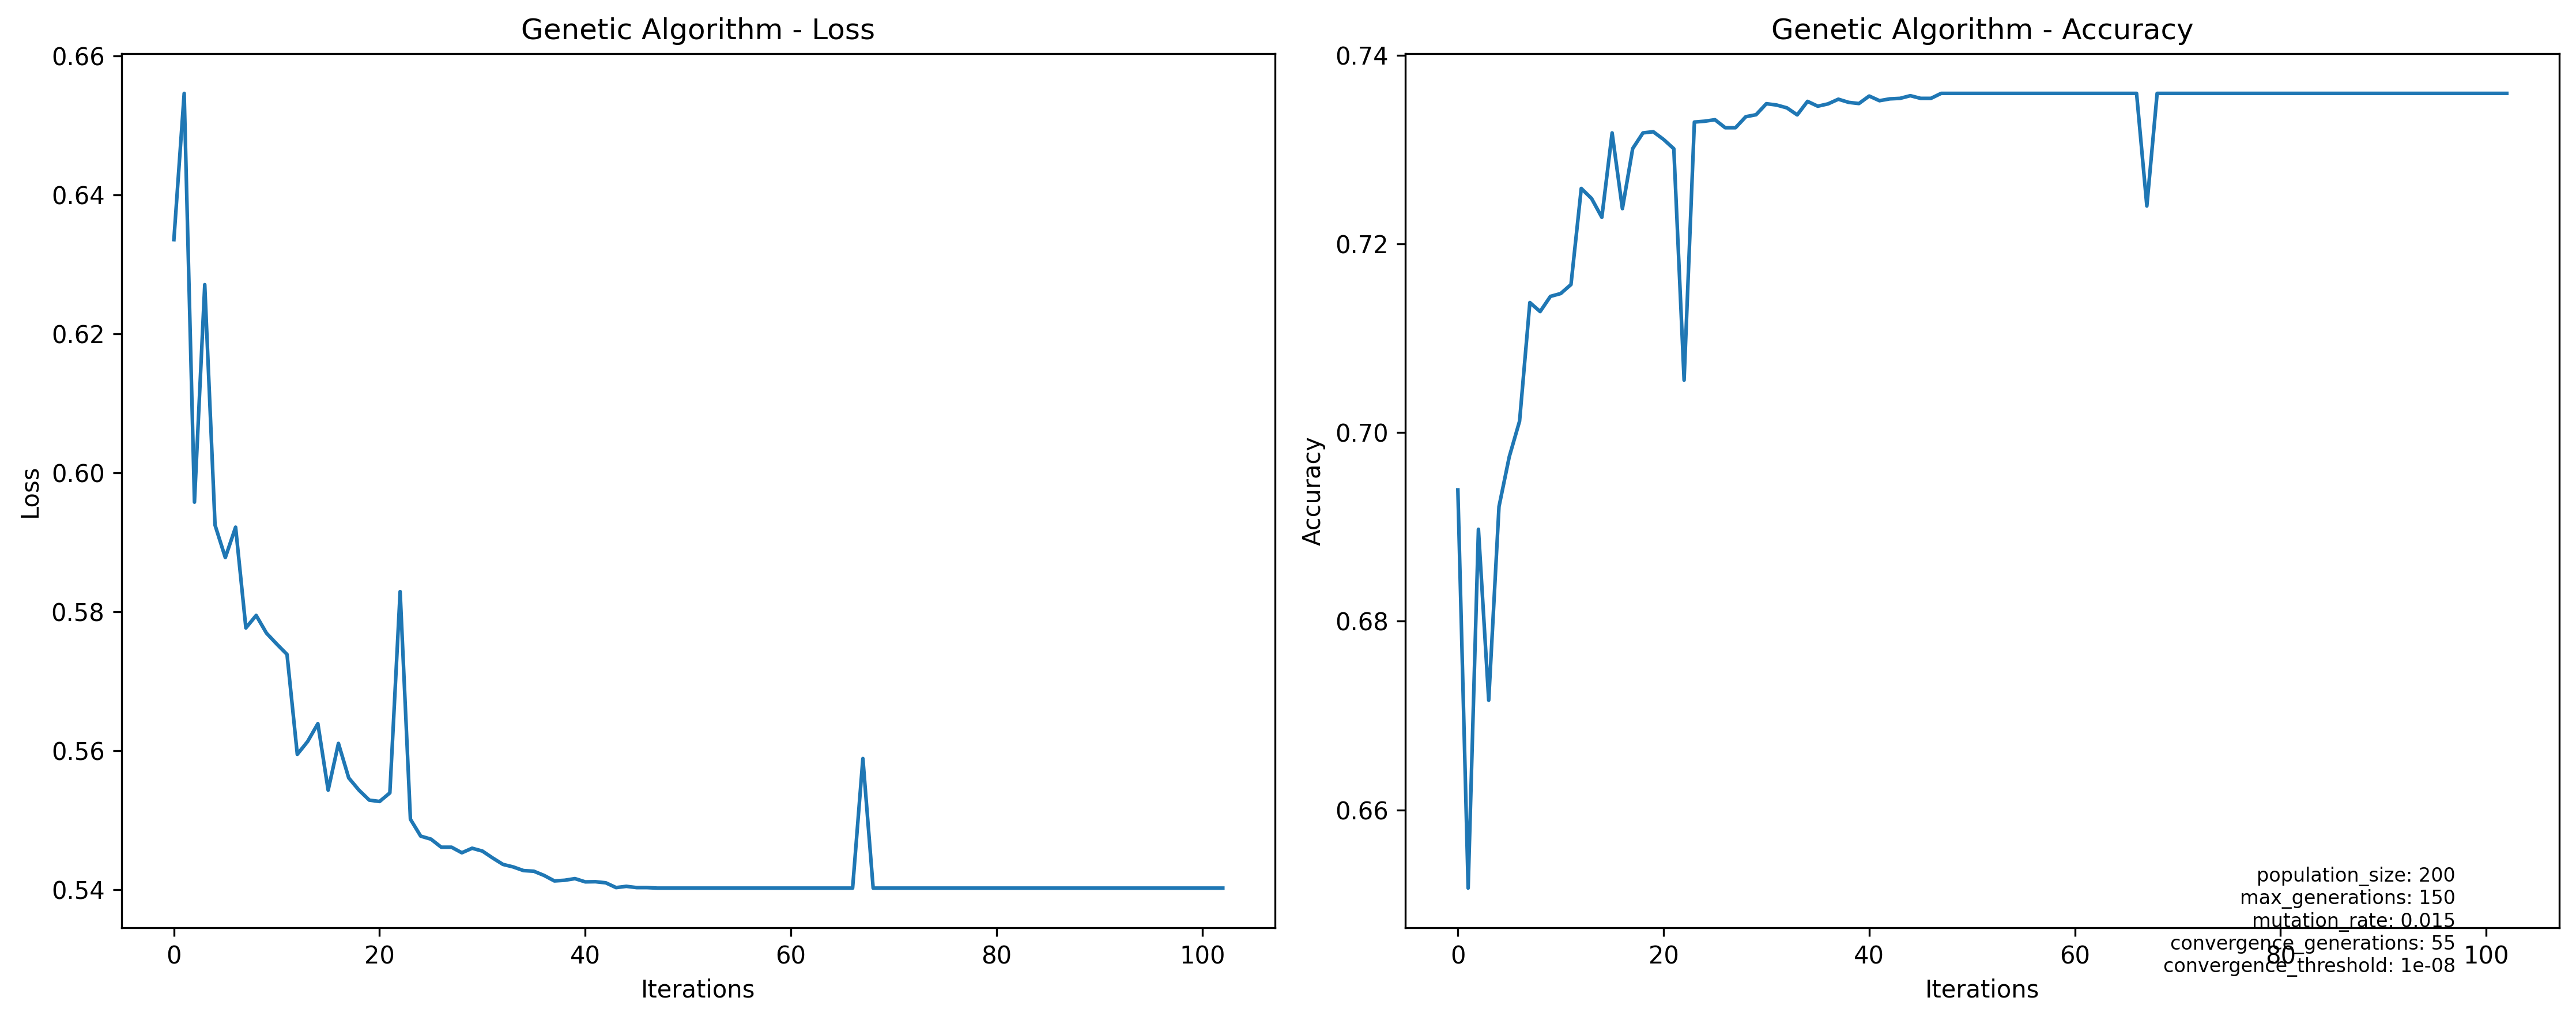 Genetic Algorithm - Loss
0.66
0.64
0.62
0.60
0.58
0.56
0.54
Loss
0 20 40 60 80 100
Iterations
Genetic Algorithm - Accuracy
0.74
0.72
0.70
0.68
0.66
Accuracy
population_size: 200
max_generations: 150
mutation_rate: 0.015
convergence_generations: 55
convergence_threshold: 1e-08
0 20 40 60 80 100
Iterations